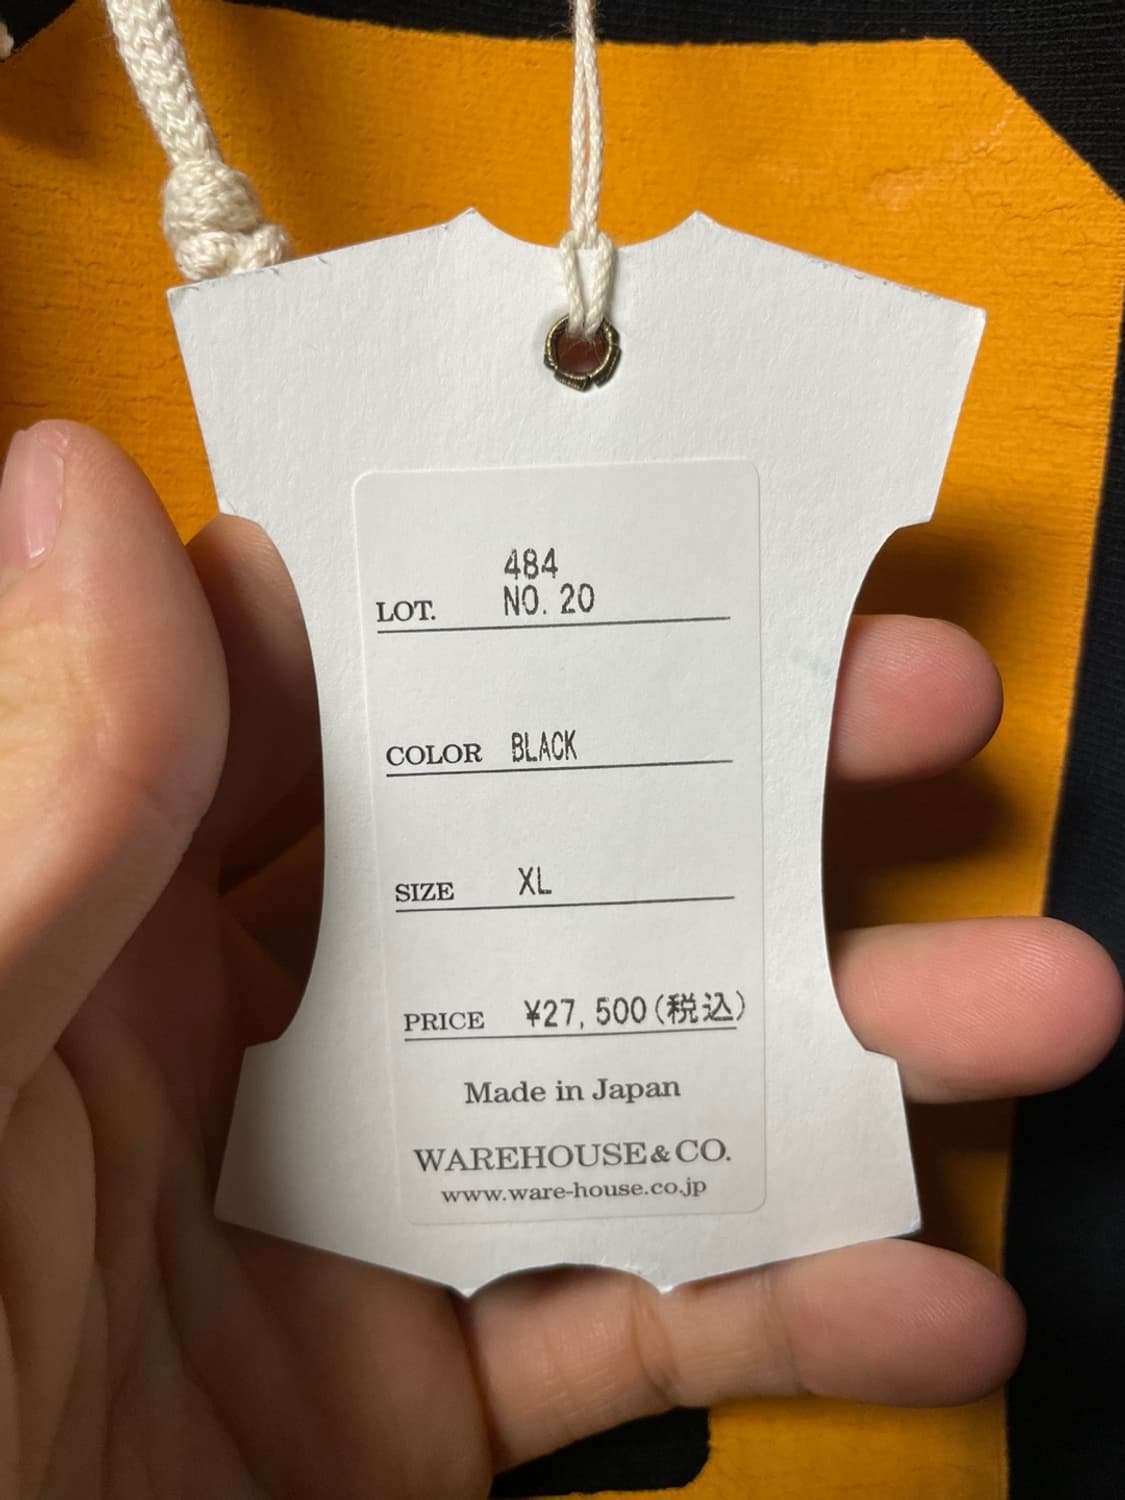 484
LOT. NO. 20
COLOR BLACK
SIZE XL
PRICE ¥27,500(税込)
Made in Japan
WAREHOUSE & CO.
www.ware-house.co.jp